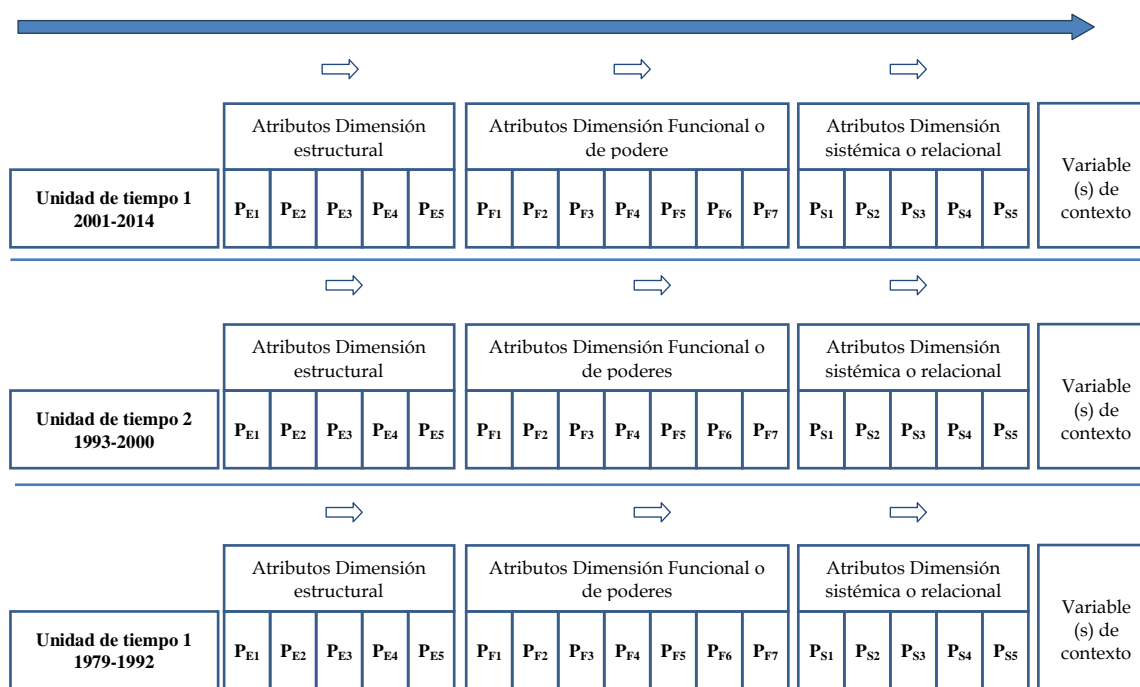 Atributos Dimensión
estructural
Atributos Dimensión Funcional o
de podere
Atributos Dimensión
sistémica o relacional
Variable
(s) de
contexto
Unidad de tiempo 1
2001-2014
PE1 PE2 PE3 PE4 PE5 PF1 PF2 PF3 PF4 PF5 PF6 PF7 PS1 PS2 PS3 PS4 PS5
Atributos Dimensión
estructural
Atributos Dimensión Funcional o
de poderes
Atributos Dimensión
sistémica o relacional
Variable
(s) de
contexto
Unidad de tiempo 2
1993-2000
PE1 PE2 PE3 PE4 PE5 PF1 PF2 PF3 PF4 PF5 PF6 PF7 PS1 PS2 PS3 PS4 PS5
Atributos Dimensión
estructural
Atributos Dimensión Funcional o
de poderes
Atributos Dimensión
sistémica o relacional
Variable
(s) de
contexto
Unidad de tiempo 1
1979-1992
PE1 PE2 PE3 PE4 PE5 PF1 PF2 PF3 PF4 PF5 PF6 PF7 PS1 PS2 PS3 PS4 PS5